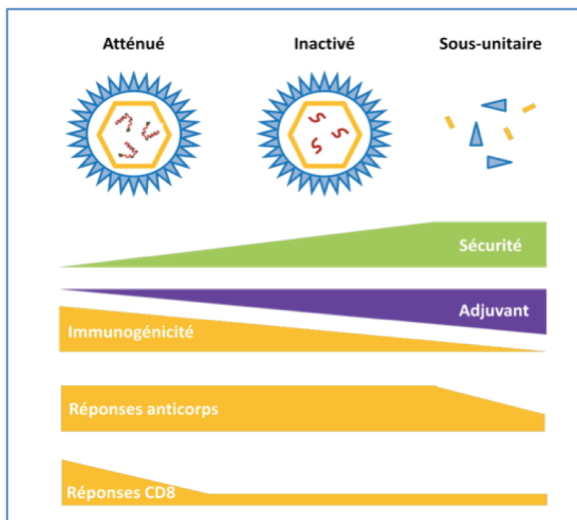 Atténué Inactivé Sous-unitaire
Sécurité
Adjuvant
Immunogénicité
Réponses anticorps
Réponses CD8